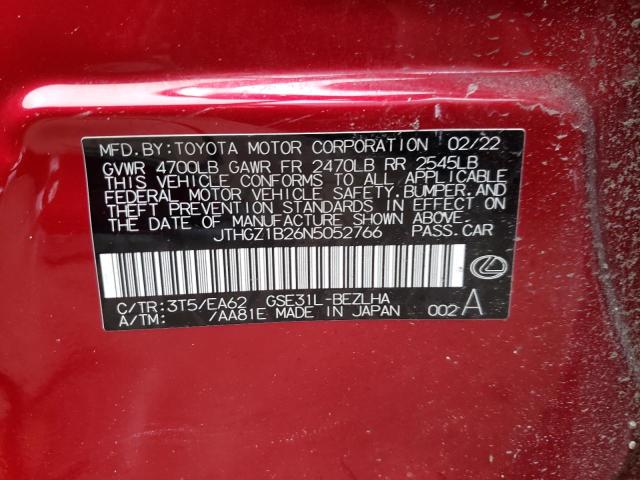 MFD.BY:TOYOTA MOTOR CORPORATION 02/22
GVWR 4700LB GAWR FR 2470LB RR 2545LB
THIS VEHICLE CONFORMS TO ALL APPLICABLE
FEDERAL MOTOR VEHICLE SAFETY, BUMPER, AND
THEFT PREVENTION STANDARDS IN EFFECT ON
THE DATE OF MANUFACTURE SHOWN ABOVE.
JTHGZ1B26N5052766 PASS.CAR
C/TR:3T5/EA62 GSE31L-BEZLHA
A/TM: /AA81E MADE IN JAPAN 002 A